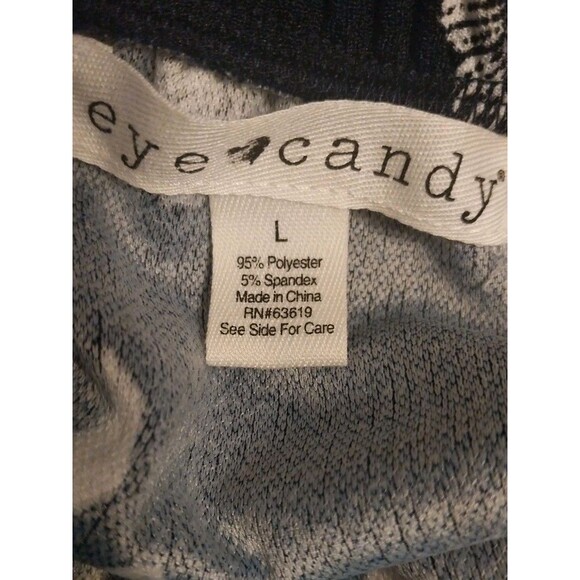 eye candy®
L
95% Polyester
5% Spandex
Made in China
RN#63619
See Side For Care